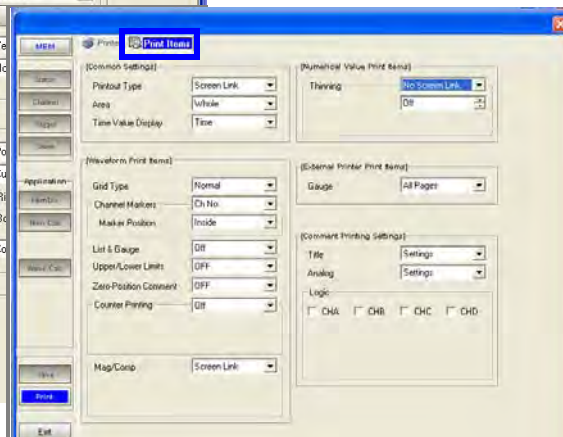 MEM
Print Items
Status
Channel
Trigger
Application
Num Calc
Wave Calc
Print
Exit
[Common Settings]
Printout Type Screen Link
Area Whole
Time Value Display Time
[Waveform Print Items]
Grid Type Normal
Channel Markers Ch No.
Marker Position Inside
List & Gauge Off
Upper/Lower Limits OFF
Zero-Position Comment OFF
Counter Printing Off
Mag/Comp Screen Link
[Numerical Value Print Items]
Thinning No Screen Link
Off
[External Printer Print Items]
Gauge All Pages
[Comment Printing Settings]
Title Settings
Analog Settings
Logic
CHA CHB CHC CHD